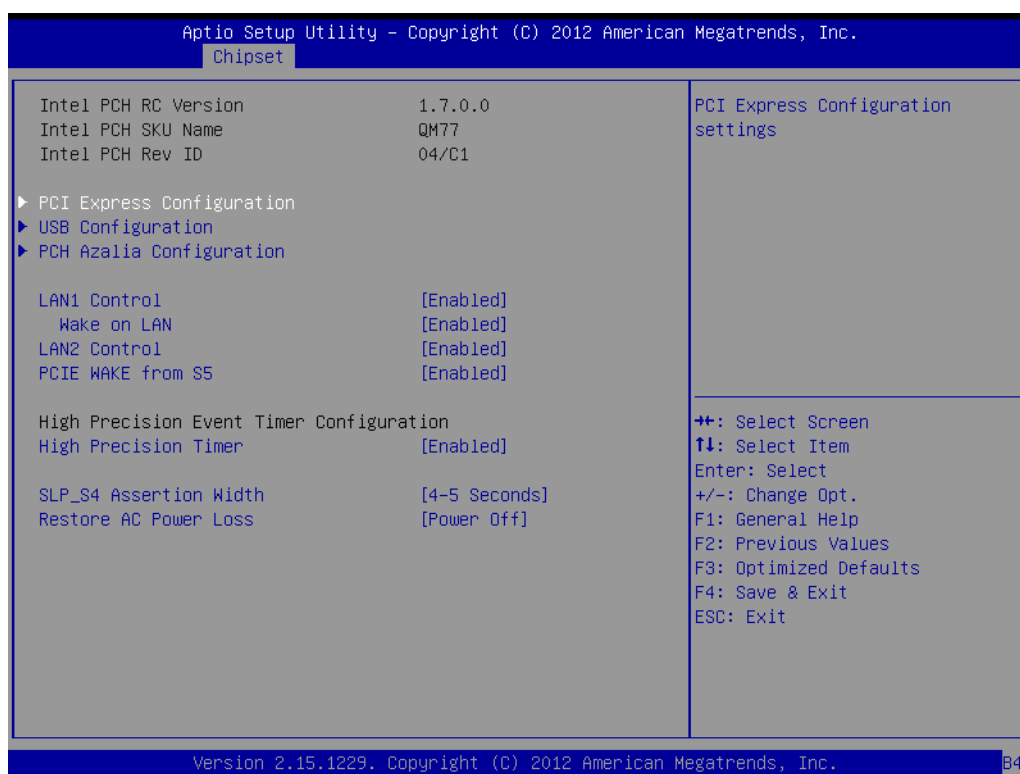 Aptio Setup Utility – Copyright (C) 2012 American Megatrends, Inc.
Chipset
Intel PCH RC Version 1.7.0.0
Intel PCH SKU Name QM77
Intel PCH Rev ID 04/C1
PCI Express Configuration
USB Configuration
PCH Azalia Configuration
LAN1 Control [Enabled]
Wake on LAN [Enabled]
LAN2 Control [Enabled]
PCIE WAKE from S5 [Enabled]
High Precision Event Timer Configuration
High Precision Timer [Enabled]
SLP_S4 Assertion Width [4-5 Seconds]
Restore AC Power Loss [Power Off]
PCI Express Configuration
settings
→←: Select Screen
↑↓: Select Item
Enter: Select
+/-: Change Opt.
F1: General Help
F2: Previous Values
F3: Optimized Defaults
F4: Save & Exit
ESC: Exit
Version 2.15.1229. Copyright (C) 2012 American Megatrends, Inc.
B4